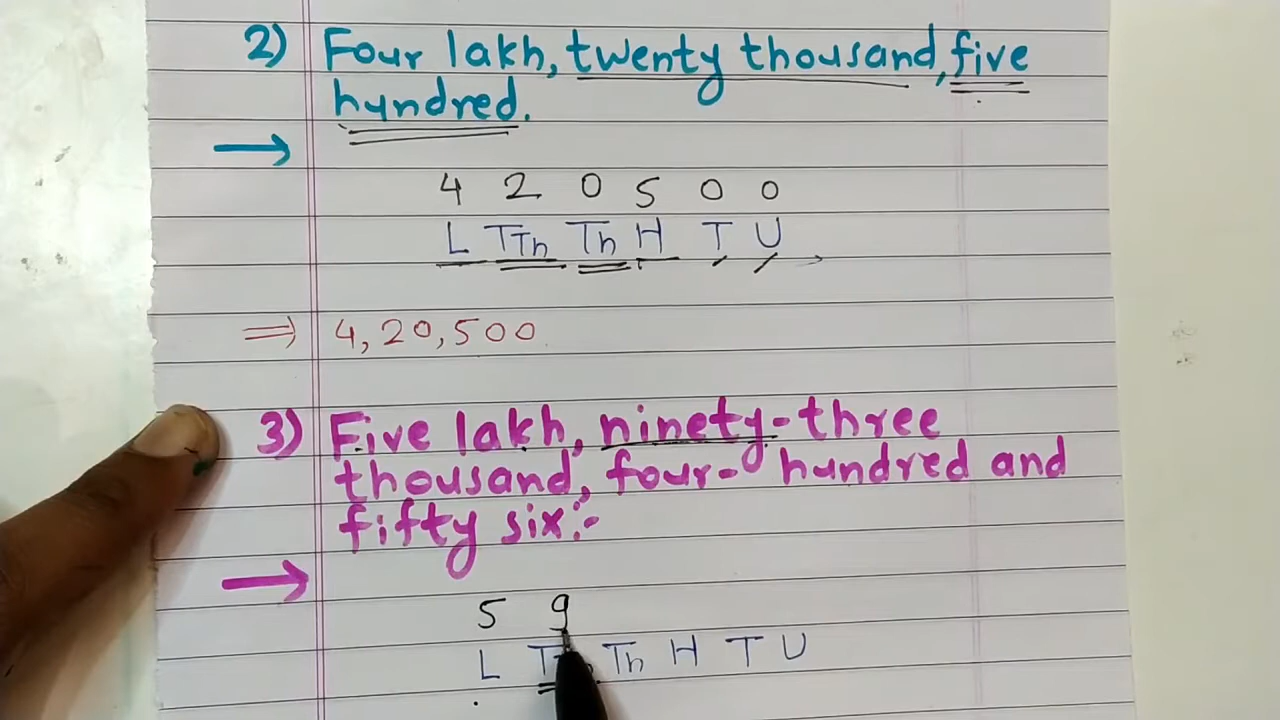 2) Four lakh, twenty thousand, five
hundred.
4 2 0 5 0 0
L TTh Th H T U
⇒ 4,20,500
3) Five lakh, ninety-three
thousand, four- hundred and
fifty six:-
5 9
L Th H T U